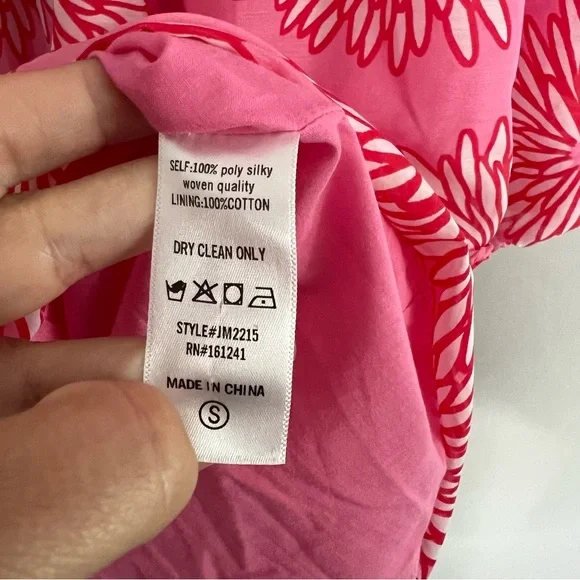 SELF:100% poly silky
woven quality
LINING:100%COTTON
DRY CLEAN ONLY
STYLE#JM2215
RN#161241
MADE IN CHINA
S